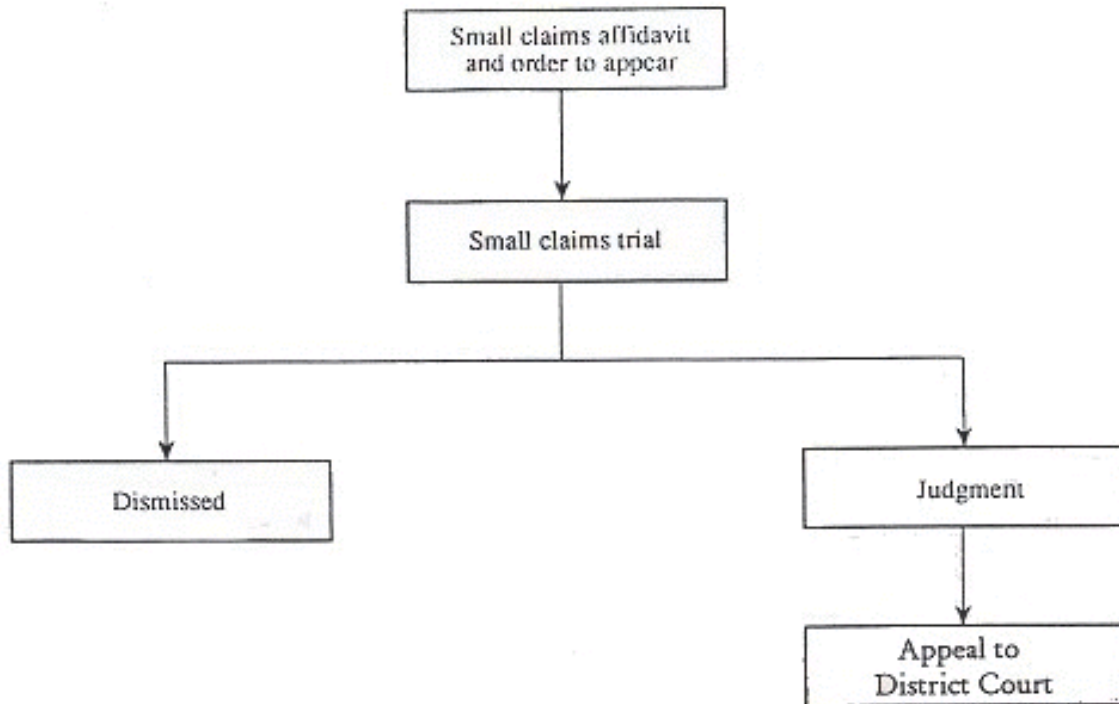 Small claims affidavit
and order to appear
Small claims trial
Dismissed
Judgment
Appeal to
District Court